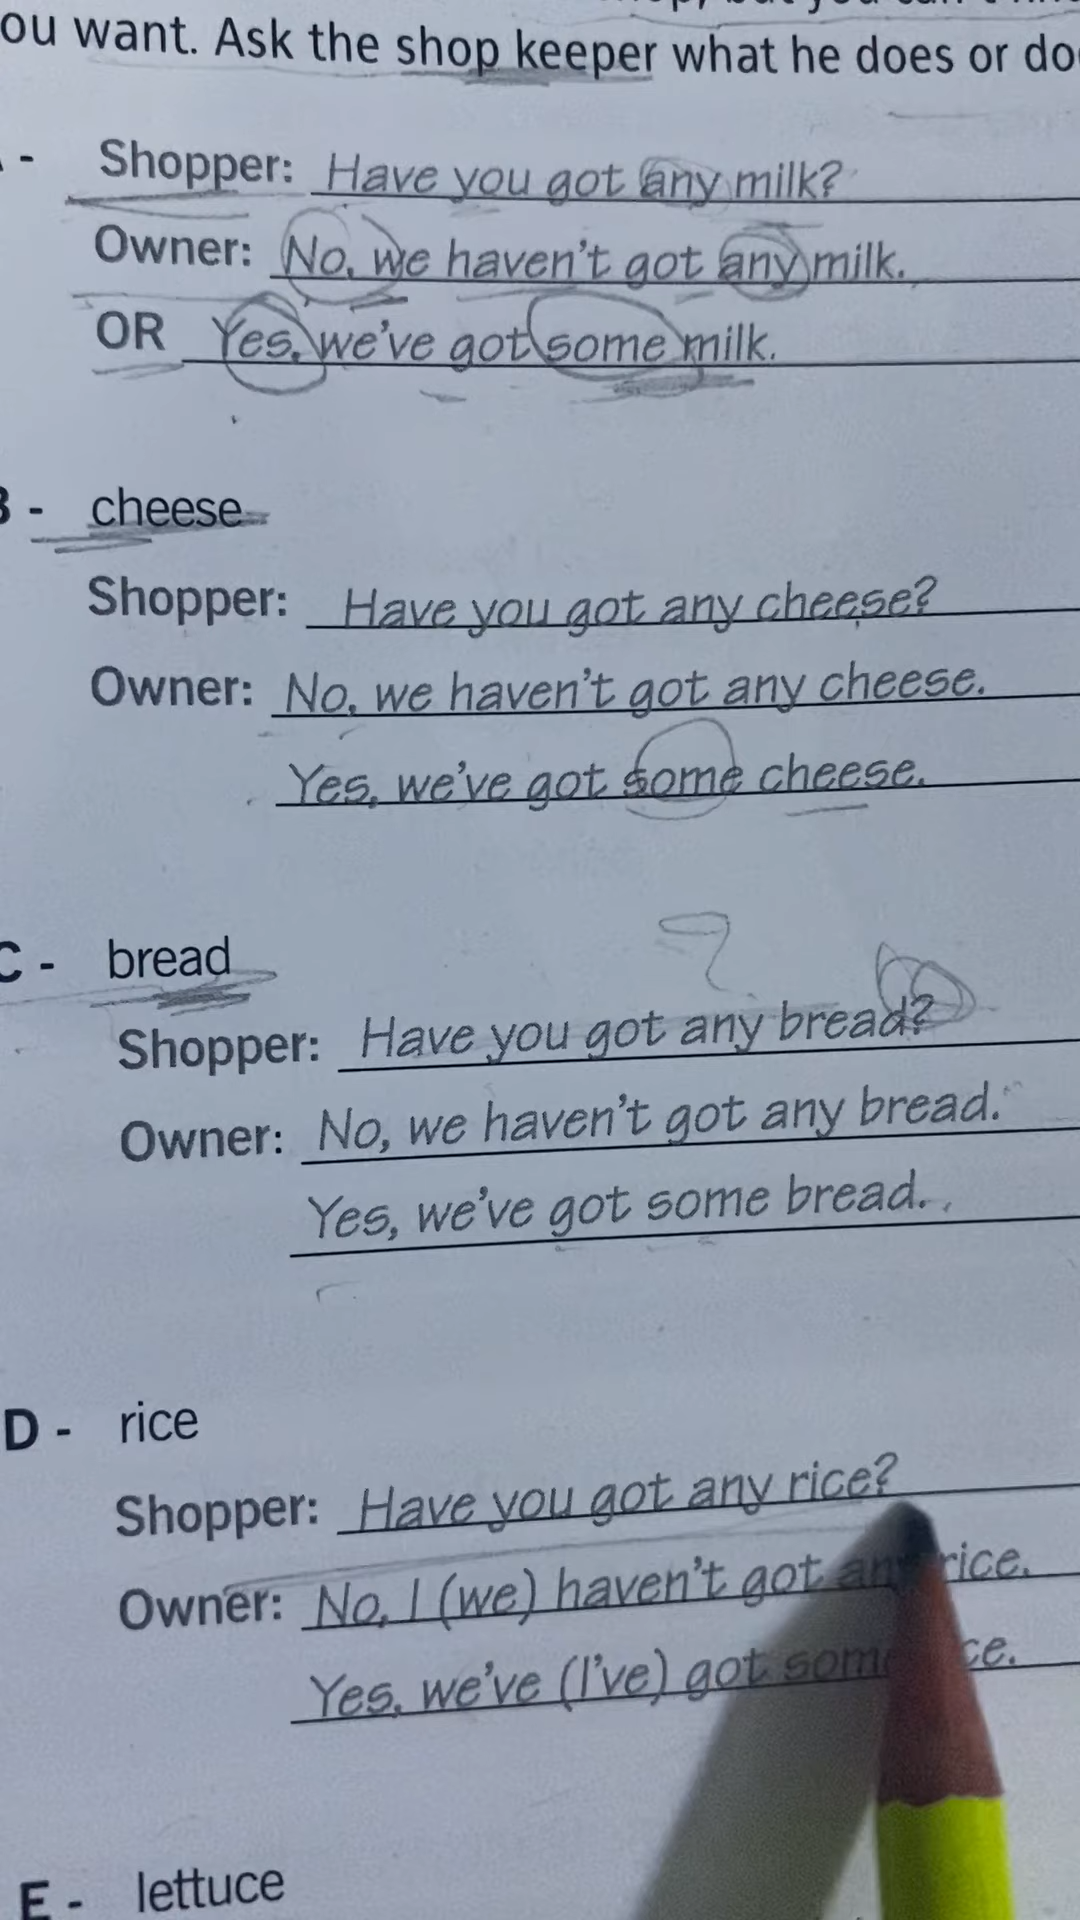 ou want. Ask the shop keeper what he does or do
- Shopper: Have you got any milk?
Owner: No, we haven't got any milk.
OR Yes, we've got some milk.
B - cheese
Shopper: Have you got any cheese?
Owner: No, we haven't got any cheese.
Yes, we've got some cheese.
C - bread
Shopper: Have you got any bread?
Owner: No, we haven't got any bread.
Yes, we've got some bread.
D - rice
Shopper: Have you got any rice?
Owner: No, I (we) haven't got any rice.
Yes, we've (I've) got som ce.
E - lettuce